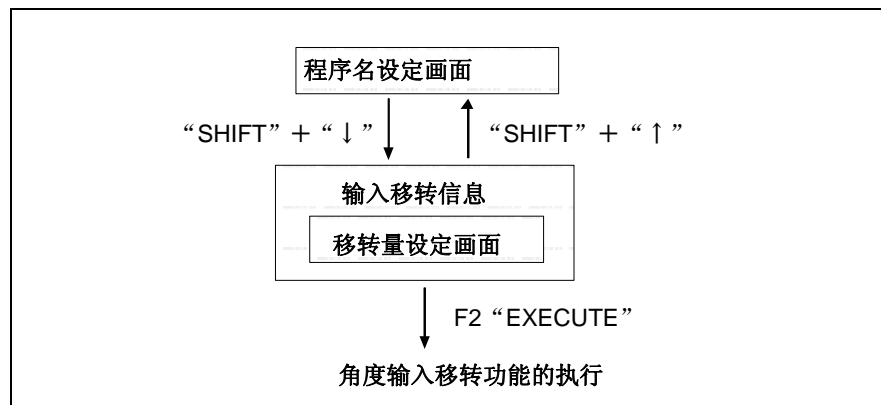 程序名设定画面
“SHIFT”＋“↓” “SHIFT”＋“↑”
输入移转信息
移转量设定画面
F2“EXECUTE”
角度输入移转功能的执行